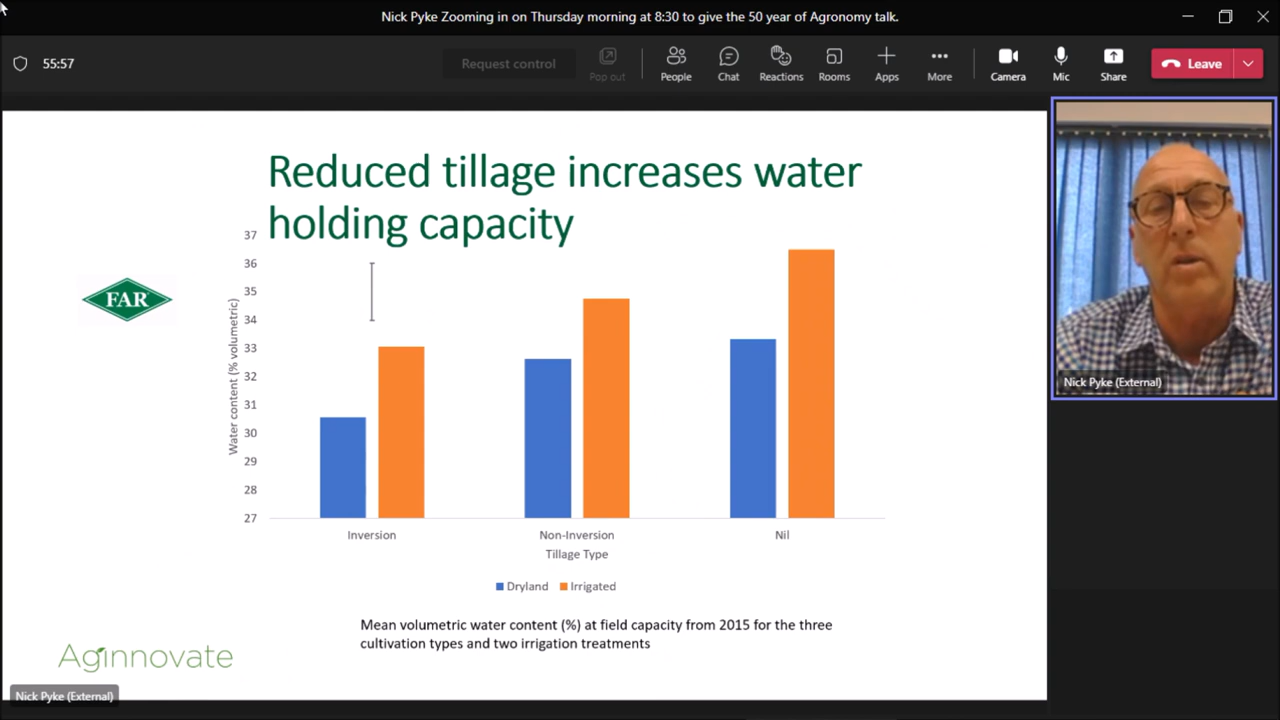 Nick Pyke Zooming in on Thursday morning at 8:30 to give the 50 year of Agronomy talk.
55:57
Request control
Pop out
People
Chat
Reactions
Rooms
Apps
More
Camera
Mic
Share
Leave
Reduced tillage increases water
holding capacity
FAR
Water content (% volumetric)
37
36
35
34
33
32
31
30
29
28
27
Inversion
Non-Inversion
Nil
Tillage Type
Dryland
Irrigated
Mean volumetric water content (%) at field capacity from 2015 for the three
cultivation types and two irrigation treatments
Aginnovate
Nick Pyke (External)
Nick Pyke (External)